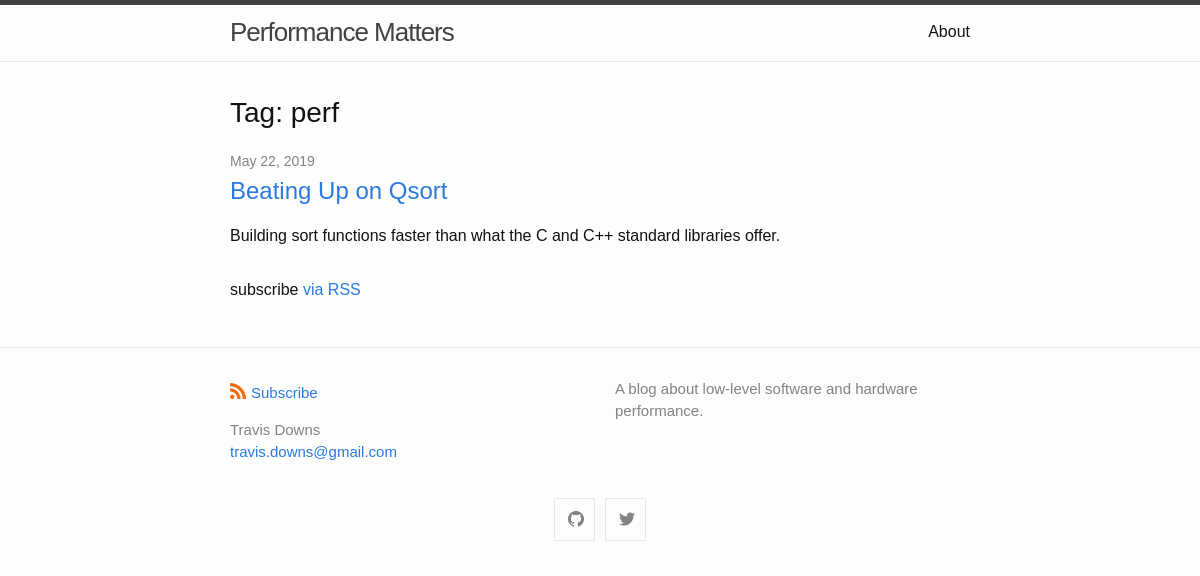 Performance Matters
About
Tag: perf
May 22, 2019
Beating Up on Qsort
Building sort functions faster than what the C and C++ standard libraries offer.
subscribe via RSS
Subscribe
Travis Downs
travis.downs@gmail.com
A blog about low-level software and hardware
performance.